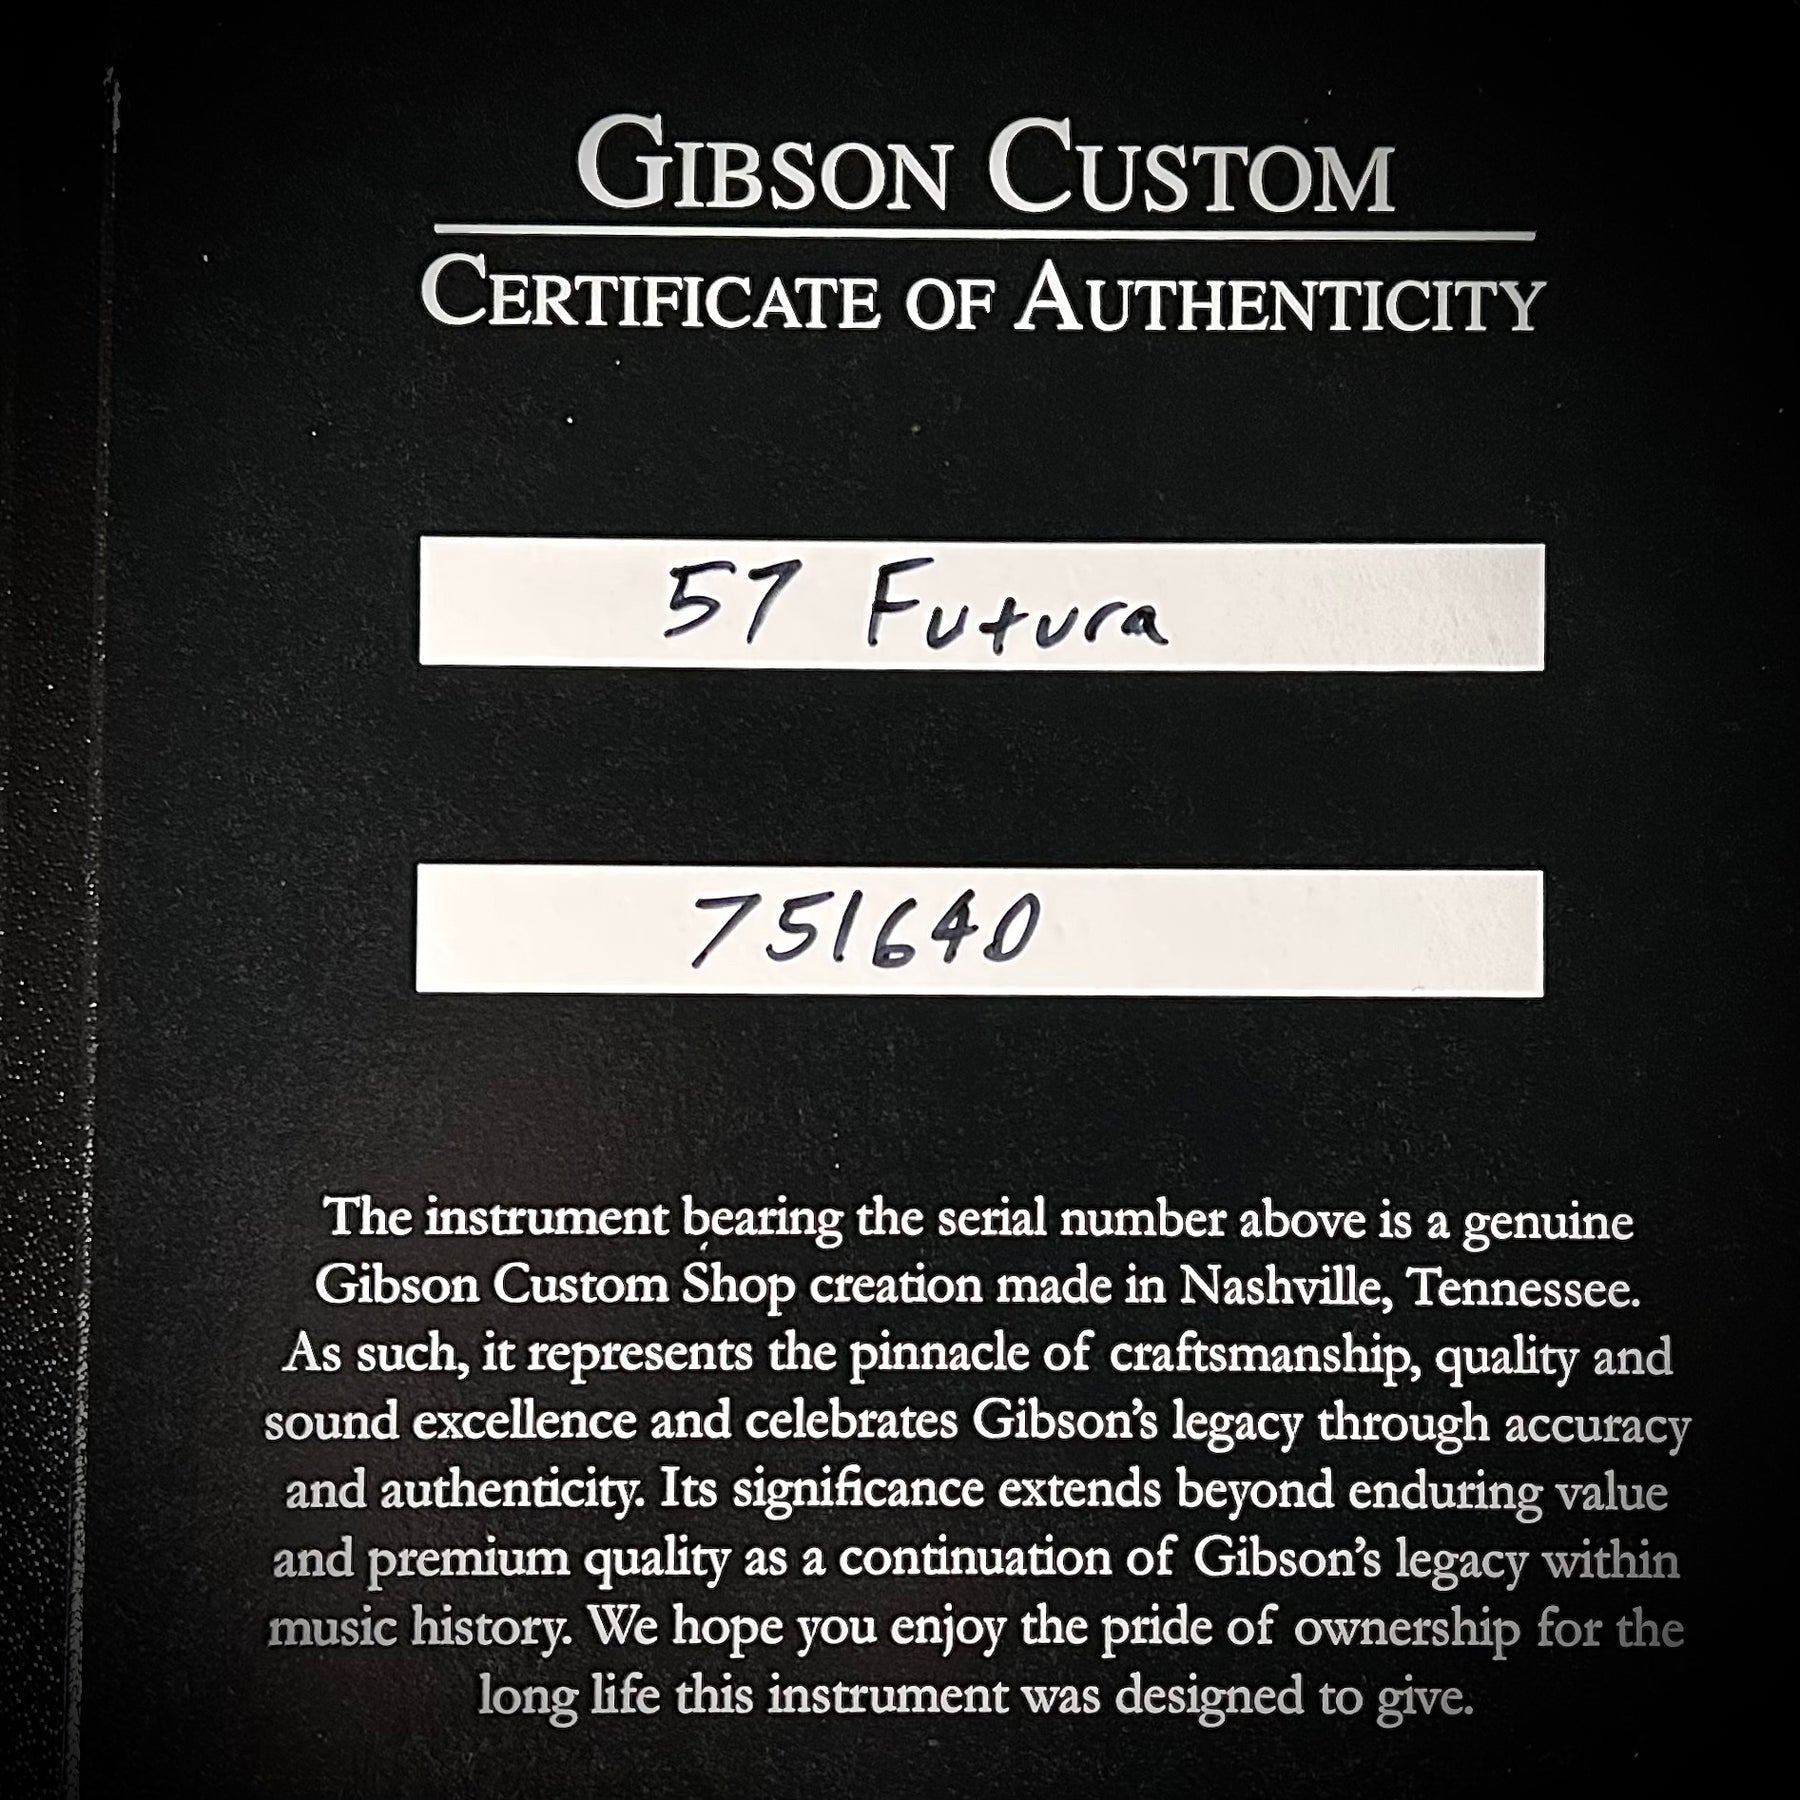 GIBSON CUSTOM
CERTIFICATE OF AUTHENTICITY
57 Futura
751640
The instrument bearing the serial number above is a genuine
Gibson Custom Shop creation made in Nashville, Tennessee.
As such, it represents the pinnacle of craftsmanship, quality and
sound excellence and celebrates Gibson’s legacy through accuracy
and authenticity. Its significance extends beyond enduring value
and premium quality as a continuation of Gibson’s legacy within
music history. We hope you enjoy the pride of ownership for the
long life this instrument was designed to give.